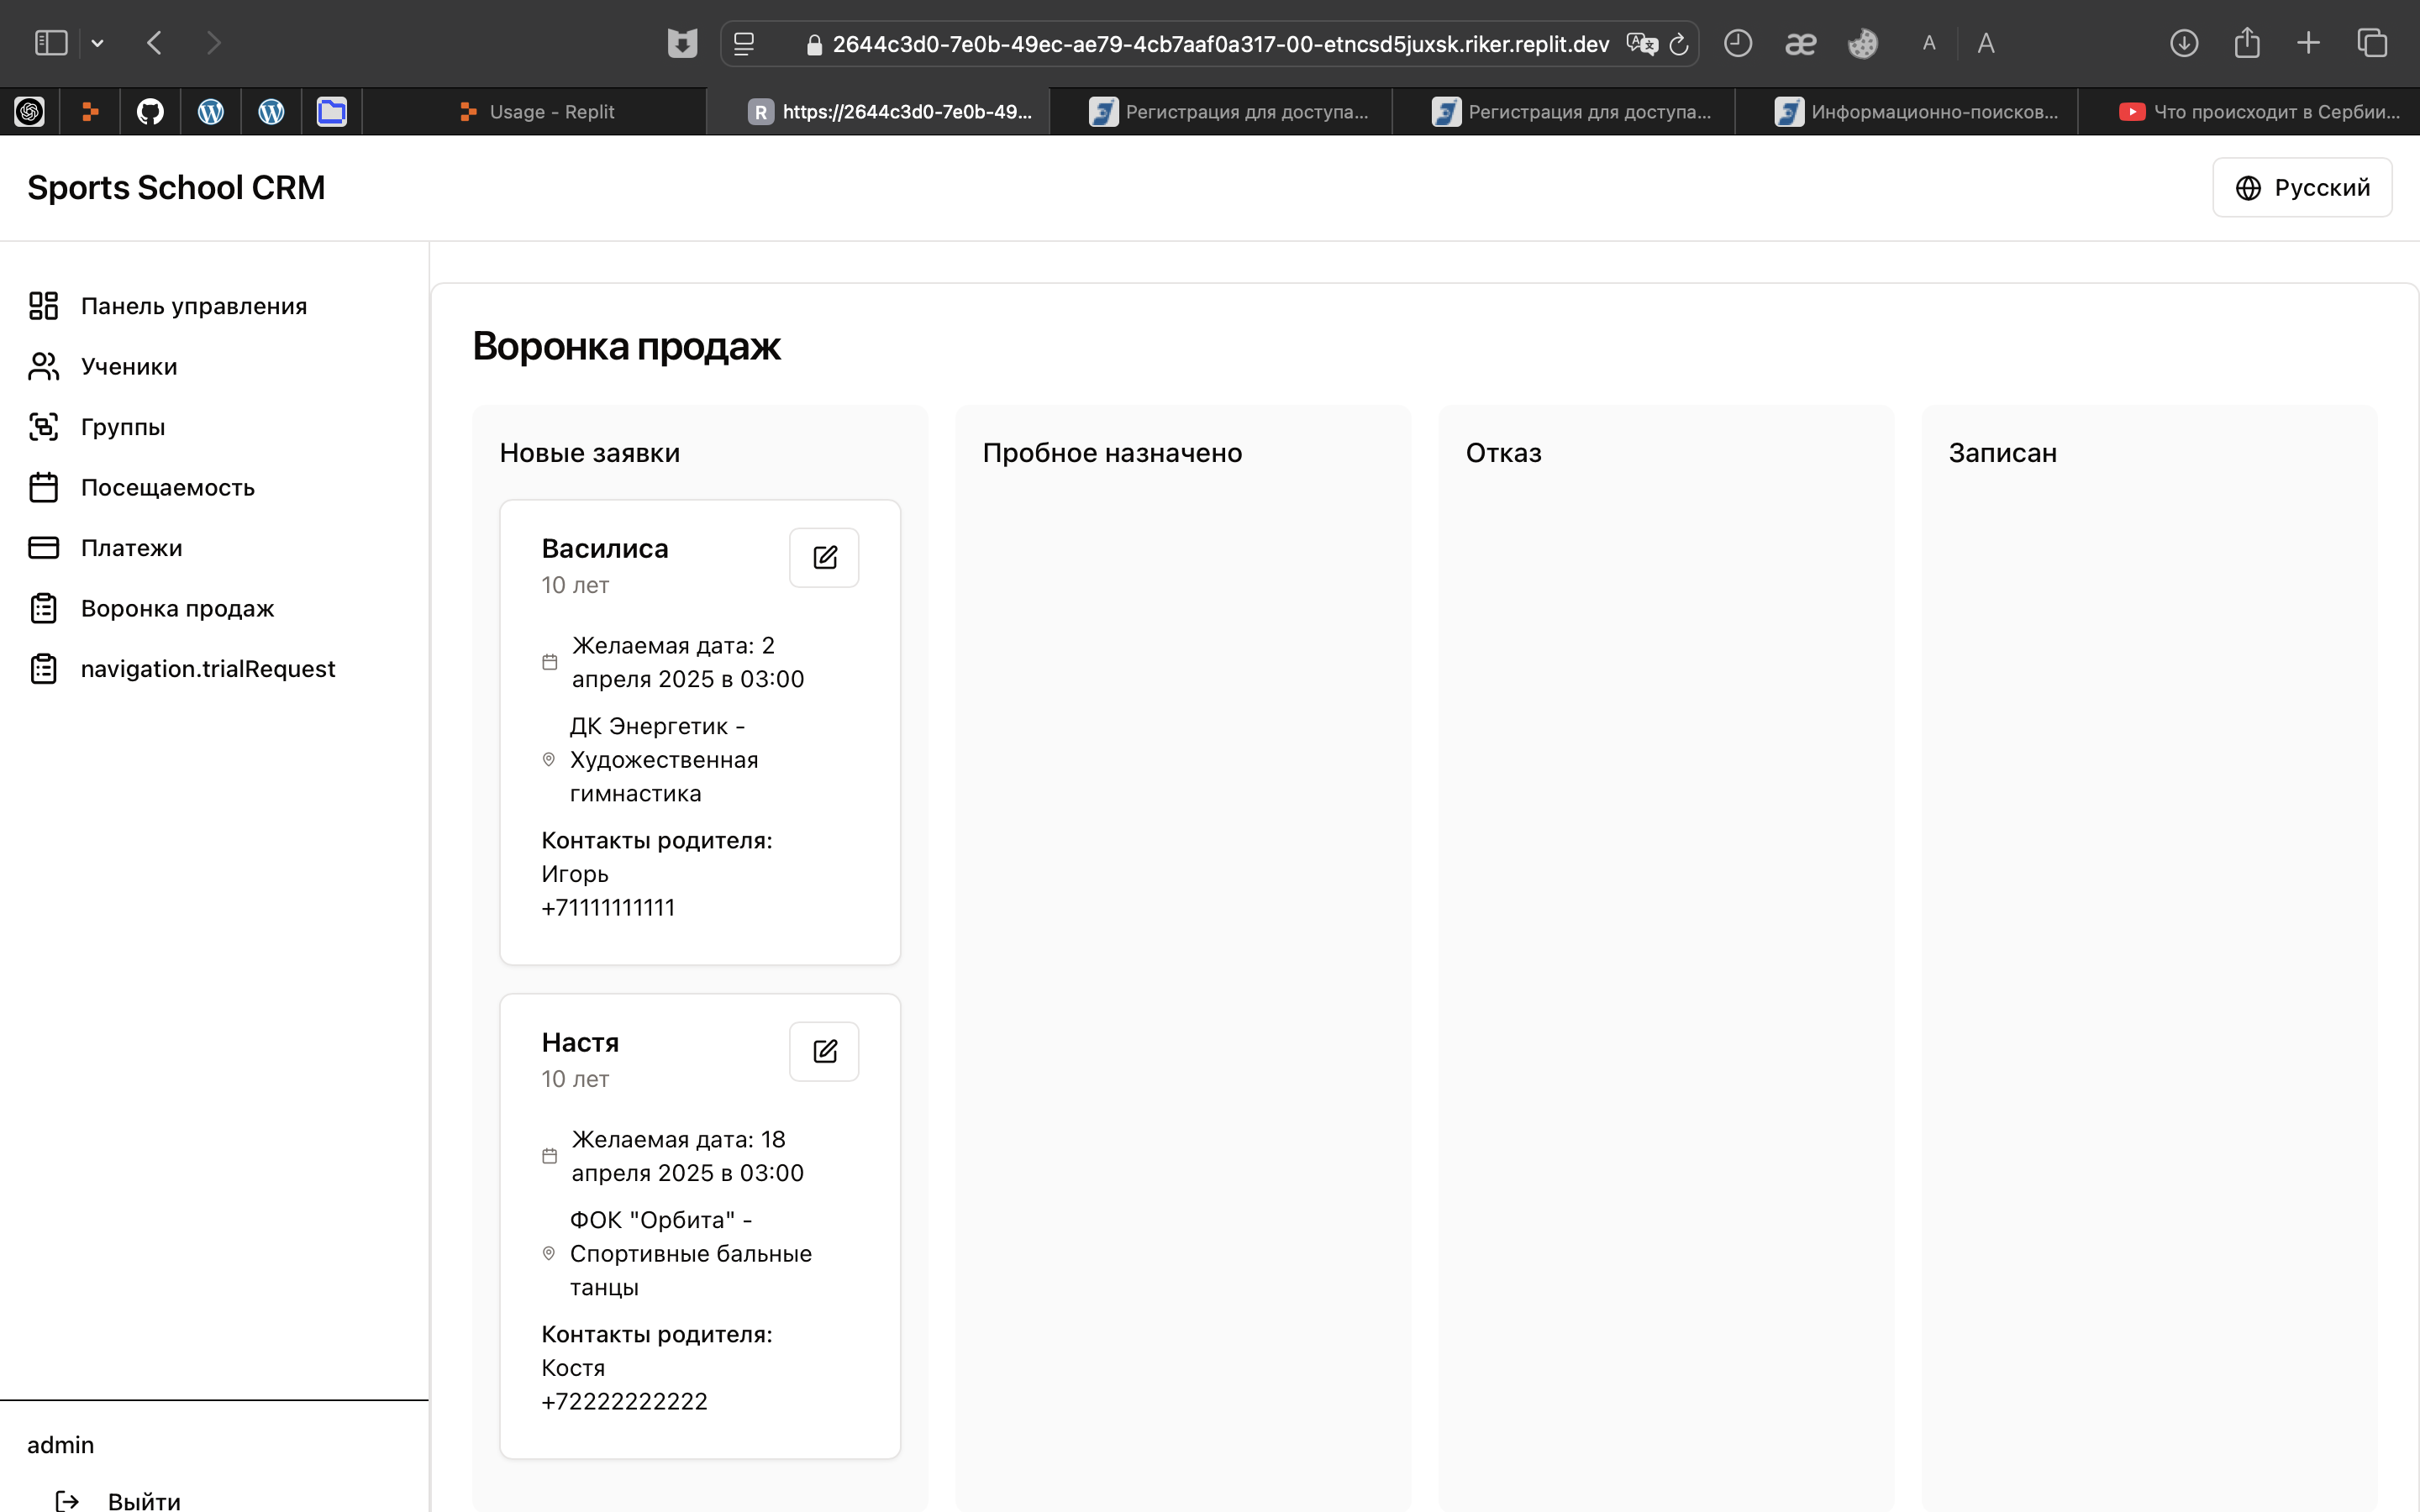 2644c3d0-7e0b-49ec-ae79-4cb7aaf0a317-00-etncsd5juxsk.riker.replit.dev
A
A
Usage - Replit
R
https://2644c3d0-7e0b-49...
Регистрация для доступа...
Регистрация для доступа...
Информационно-поисков...
Что происходит в Сербии...
Sports School CRM
Русский
Панель управления
Ученики
Группы
Посещаемость
Платежи
Воронка продаж
navigation.trialRequest
admin
Выйти
Воронка продаж
Новые заявки
Василиса
10 лет
Желаемая дата: 2
апреля 2025 в 03:00
ДК Энергетик -
Художественная
гимнастика
Контакты родителя:
Игорь
+71111111111
Настя
10 лет
Желаемая дата: 18
апреля 2025 в 03:00
ФОК "Орбита" -
Спортивные бальные
танцы
Контакты родителя:
Костя
+72222222222
Пробное назначено
Отказ
Записан